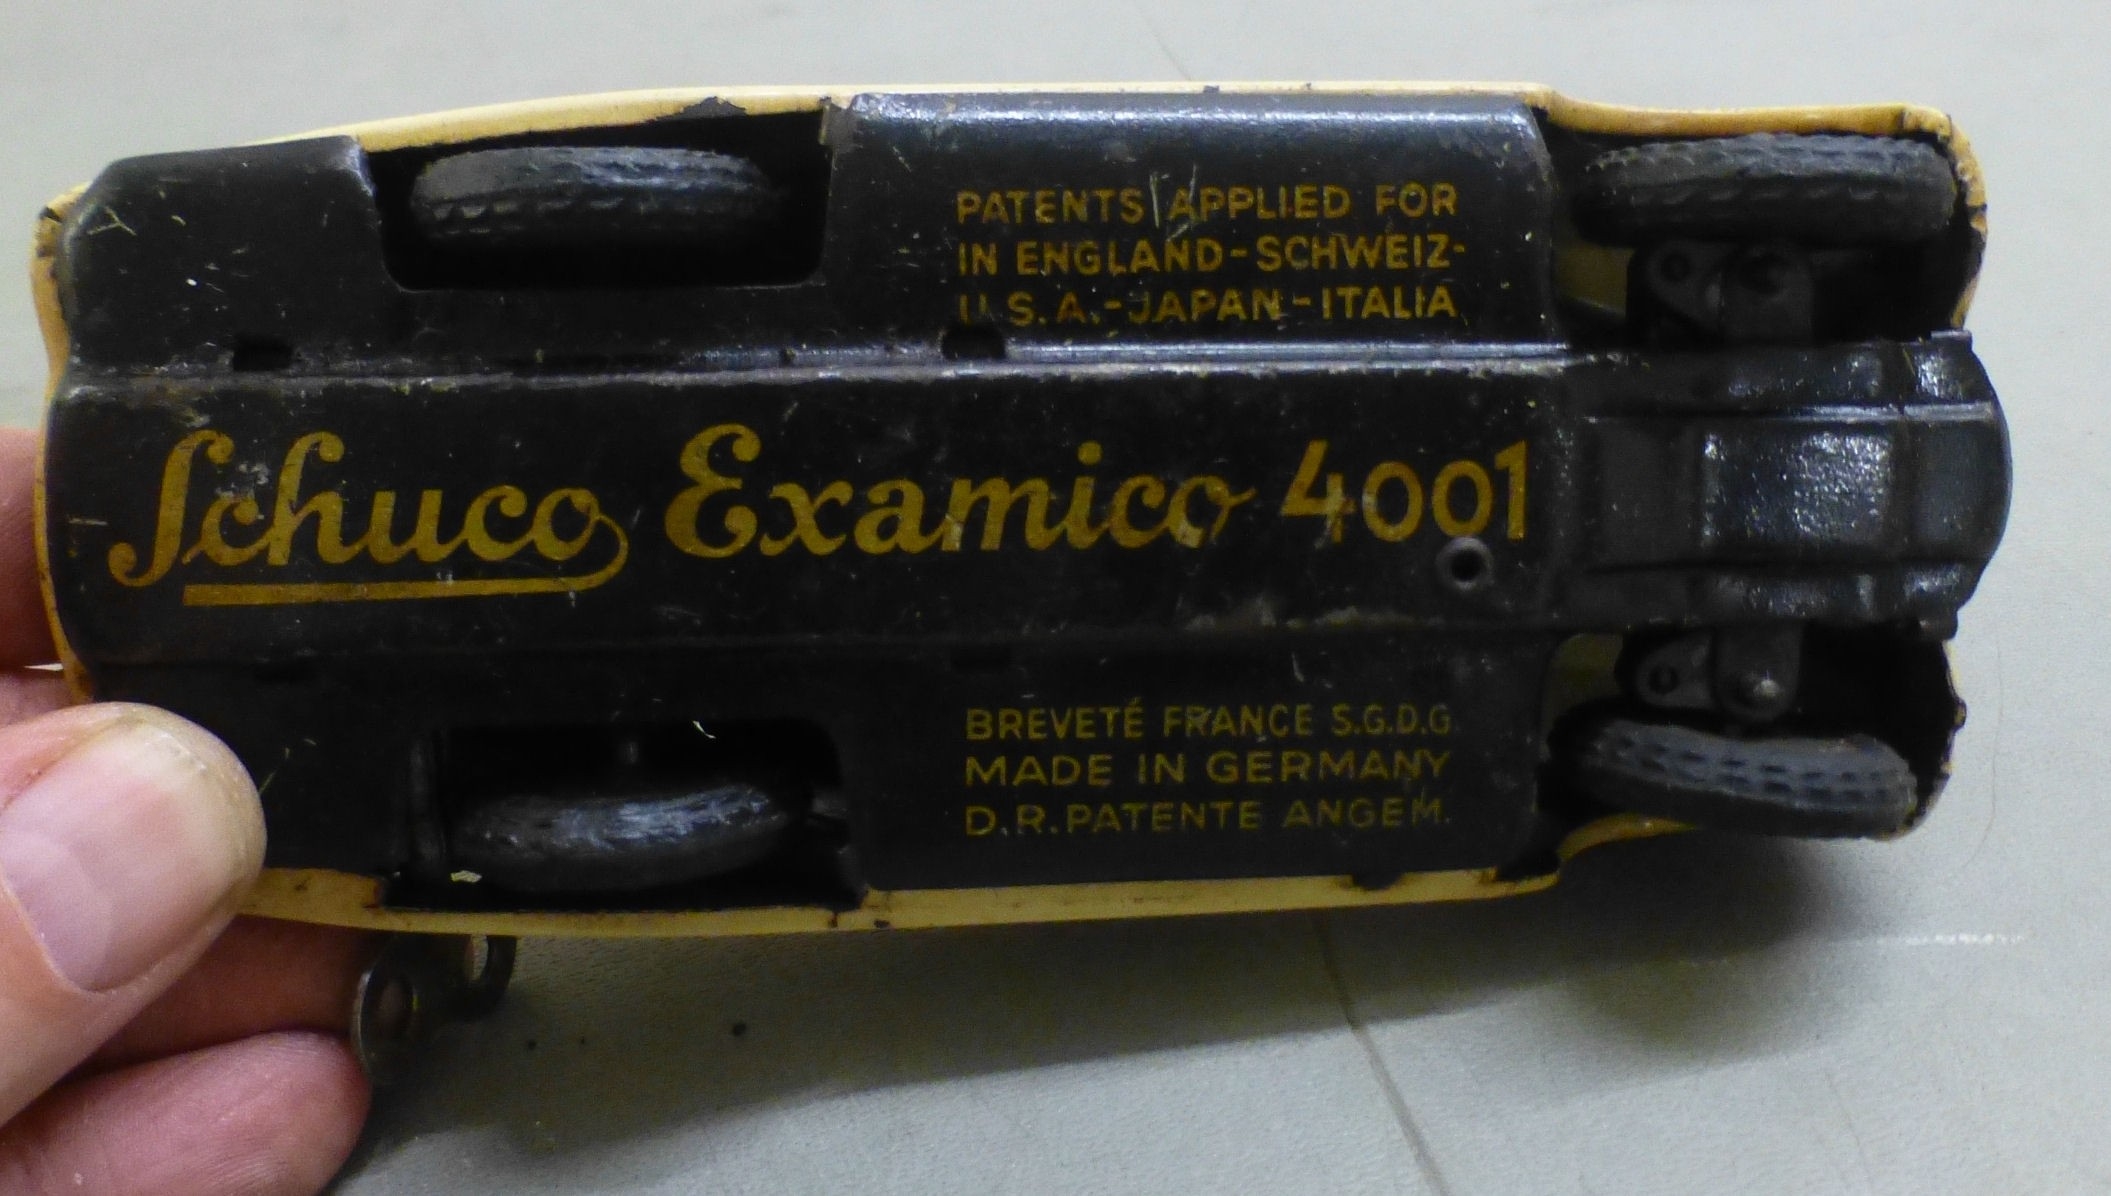 PATENTS APPLIED FOR
IN ENGLAND-SCHWEIZ-
U.S.A.-JAPAN-ITALIA
Schuco Examico 4001
BREVETÉ FRANCE S.G.D.G.
MADE IN GERMANY
D.R. PATENTE ANGEM.